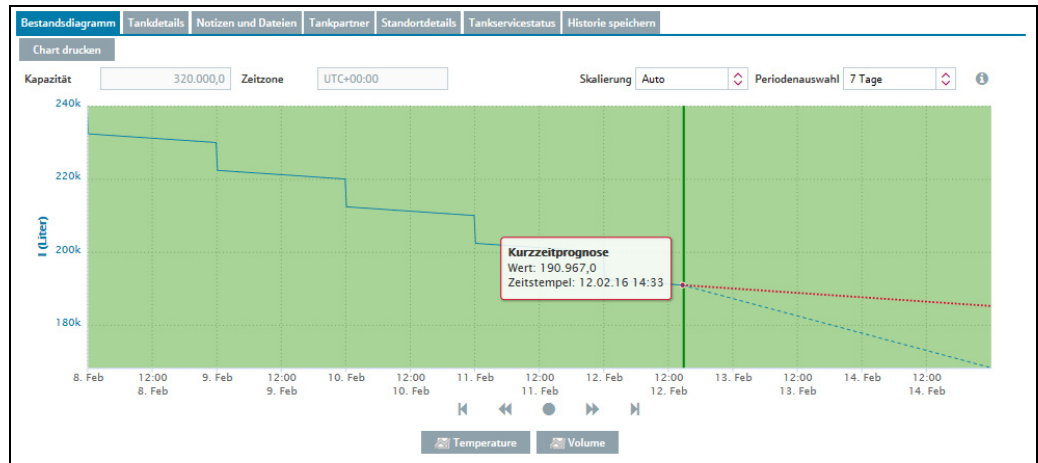 Bestandsdiagramm Tankdetails Notizen und Dateien Tankpartner Standortdetails Tankservicestatus Historie speichern
Chart drucken
Kapazität 320.000,0 Zeitzone UTC+00:00 Skalierung Auto Periodenauswahl 7 Tage
240k
220k
200k
180k
I (Liter)
Kurzzeitprognose
Wert: 190.967,0
Zeitstempel: 12.02.16 14:33
8. Feb 12:00 9. Feb 12:00 10. Feb 12:00 11. Feb 12:00 12. Feb 12:00 13. Feb 12:00 14. Feb 12:00
8. Feb 9. Feb 10. Feb 11. Feb 12. Feb 13. Feb 14. Feb
Temperature Volume